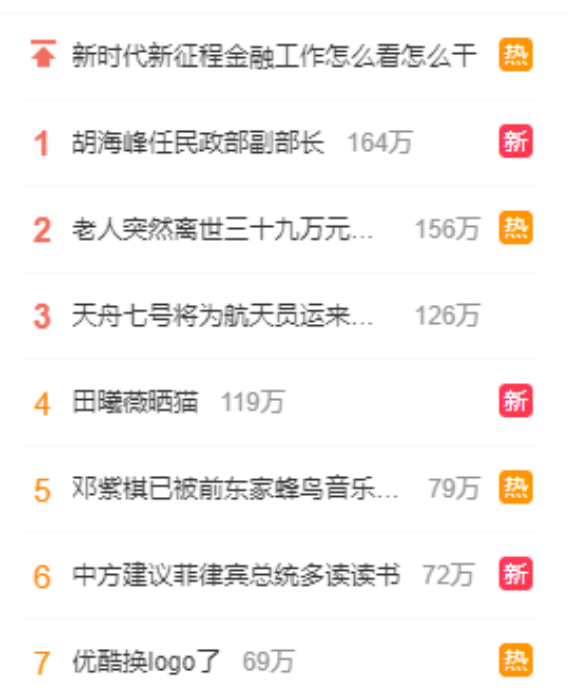 新时代新征程金融工作怎么看怎么干 热
1 胡海峰任民政部副部长 164万 新
2 老人突然离世三十九万元... 156万 热
3 天舟七号将为航天员运来... 126万
4 田曦薇晒猫 119万 新
5 邓紫棋已被前东家蜂鸟音乐... 79万 热
6 中方建议菲律宾总统多读读书 72万 新
7 优酷换logo了 69万 热